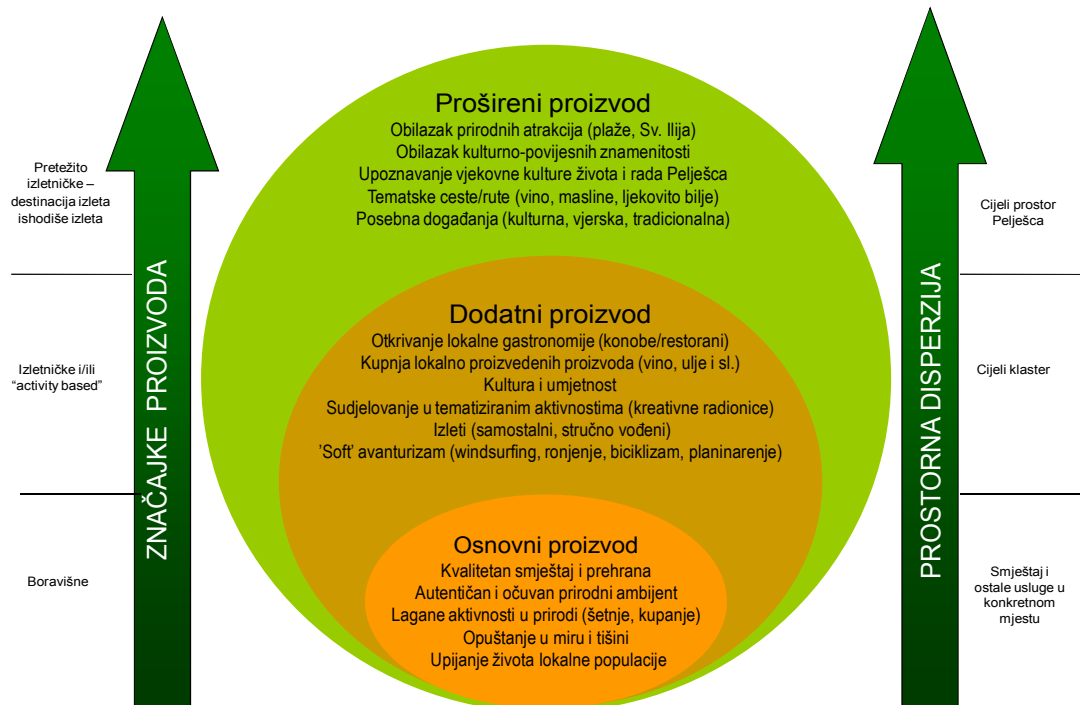 Prošireni proizvod
Obilazak prirodnih atrakcija (plaže, Sv. Ilija)
Obilazak kulturno-povijesnih znamenitosti
Upoznavanje vjekovne kulture života i rada Pelješca
Tematske ceste/rute (vino, masline, ljekovito bilje)
Posebna događanja (kulturna, vjerska, tradicionalna)
Dodatni proizvod
Otkrivanje lokalne gastronomije (konobe/restorani)
Kupnja lokalno proizvedenih proizvoda (vino, ulje i sl.)
Kultura i umjetnost
Sudjelovanje u tematiziranim aktivnostima (kreativne radionice)
Izleti (samostalni, stručno vođeni)
'Soft' avanturizam (windsurfing, ronjenje, biciklizam, planinarenje)
Osnovni proizvod
Kvalitetan smještaj i prehrana
Autentičan i očuvan prirodni ambijent
Lagane aktivnosti u prirodi (šetnje, kupanje)
Opuštanje u miru i tišini
Upijanje života lokalne populacije
ZNAČAJKE PROIZVODA
Pretežito
izletničke –
destinacija izleta
ishodiše izleta
Izletničke i/ili
“activity based”
Boravišne
PROSTORNA DISPERZIJA
Cijeli prostor
Pelješca
Cijeli klaster
Smještaj i
ostale usluge u
konkretnom
mjestu